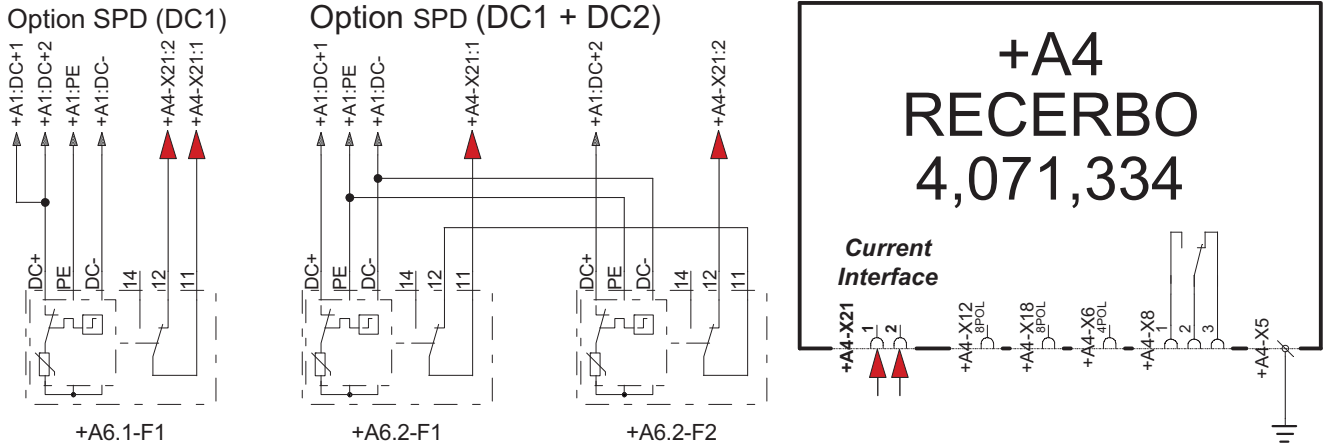 Option SPD (DC1)
+A1:DC+1
+A1:DC+2
+A1:PE
+A1:DC-
+A4-X21:2
+A4-X21:1
DC+
PE
DC-
14
12
11
+A6.1-F1
Option SPD (DC1 + DC2)
+A1:DC+1
+A1:PE
+A1:DC-
+A4-X21:1
+A1:DC+2
+A4-X21:2
DC+
PE
DC-
14
12
11
DC+
PE
DC-
14
12
11
+A6.2-F1
+A6.2-F2
+A4
RECERBO
4,071,334
Current
Interface
+A4-X21
1
2
+A4-X12
8POL
+A4-X18
8POL
+A4-X6
4POL
+A4-X8
1
2
3
+A4-X5